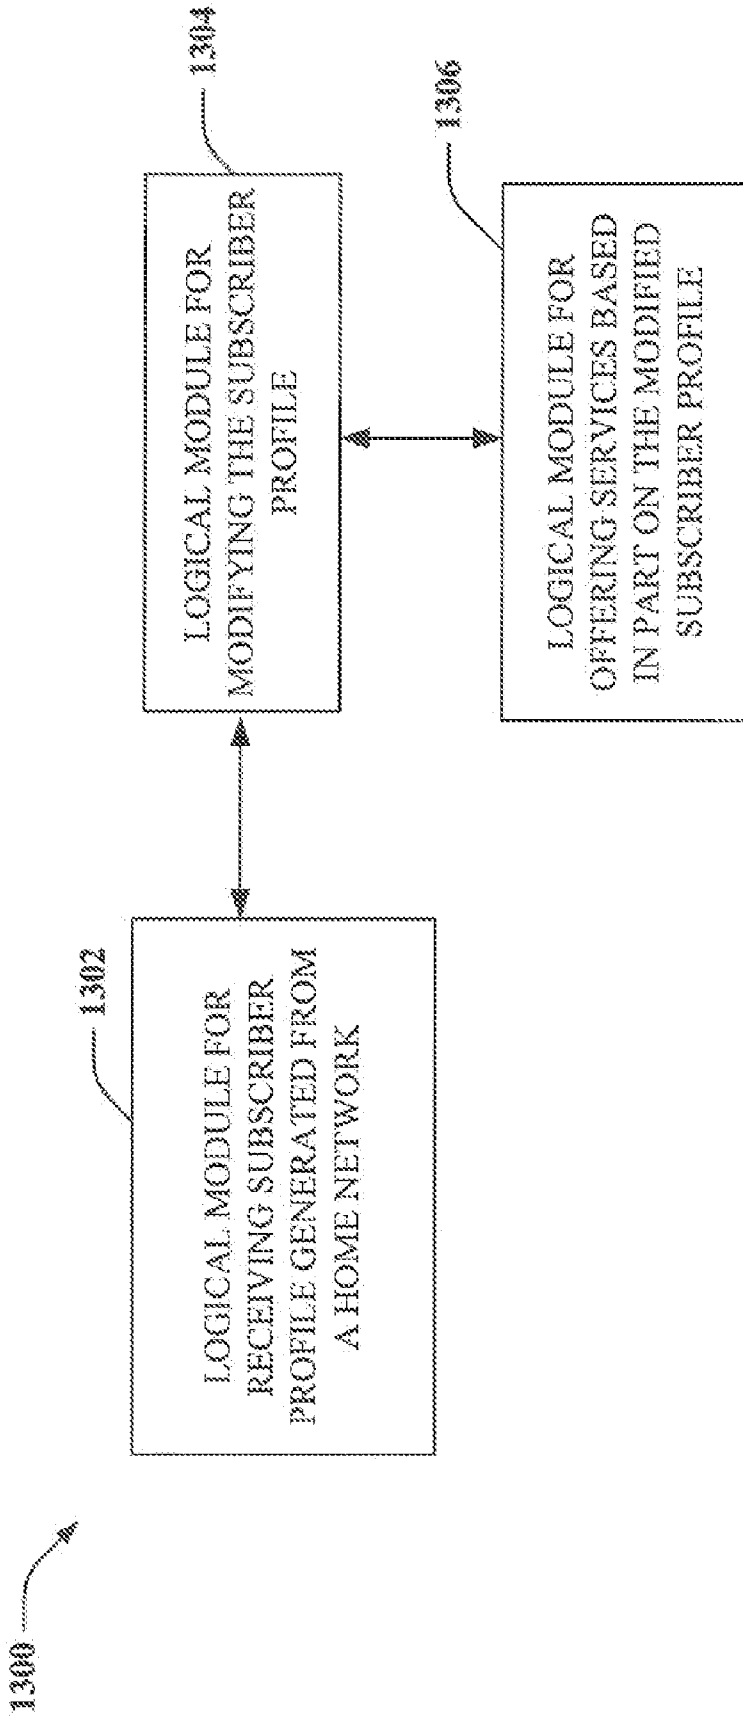 1300
1302
LOGICAL MODULE FOR
RECEIVING SUBSCRIBER
PROFILE GENERATED FROM
A HOME NETWORK
1304
LOGICAL MODULE FOR
MODIFYING THE SUBSCRIBER
PROFILE
1306
LOGICAL MODULE FOR
OFFERING SERVICES BASED
IN PART ON THE MODIFIED
SUBSCRIBER PROFILE